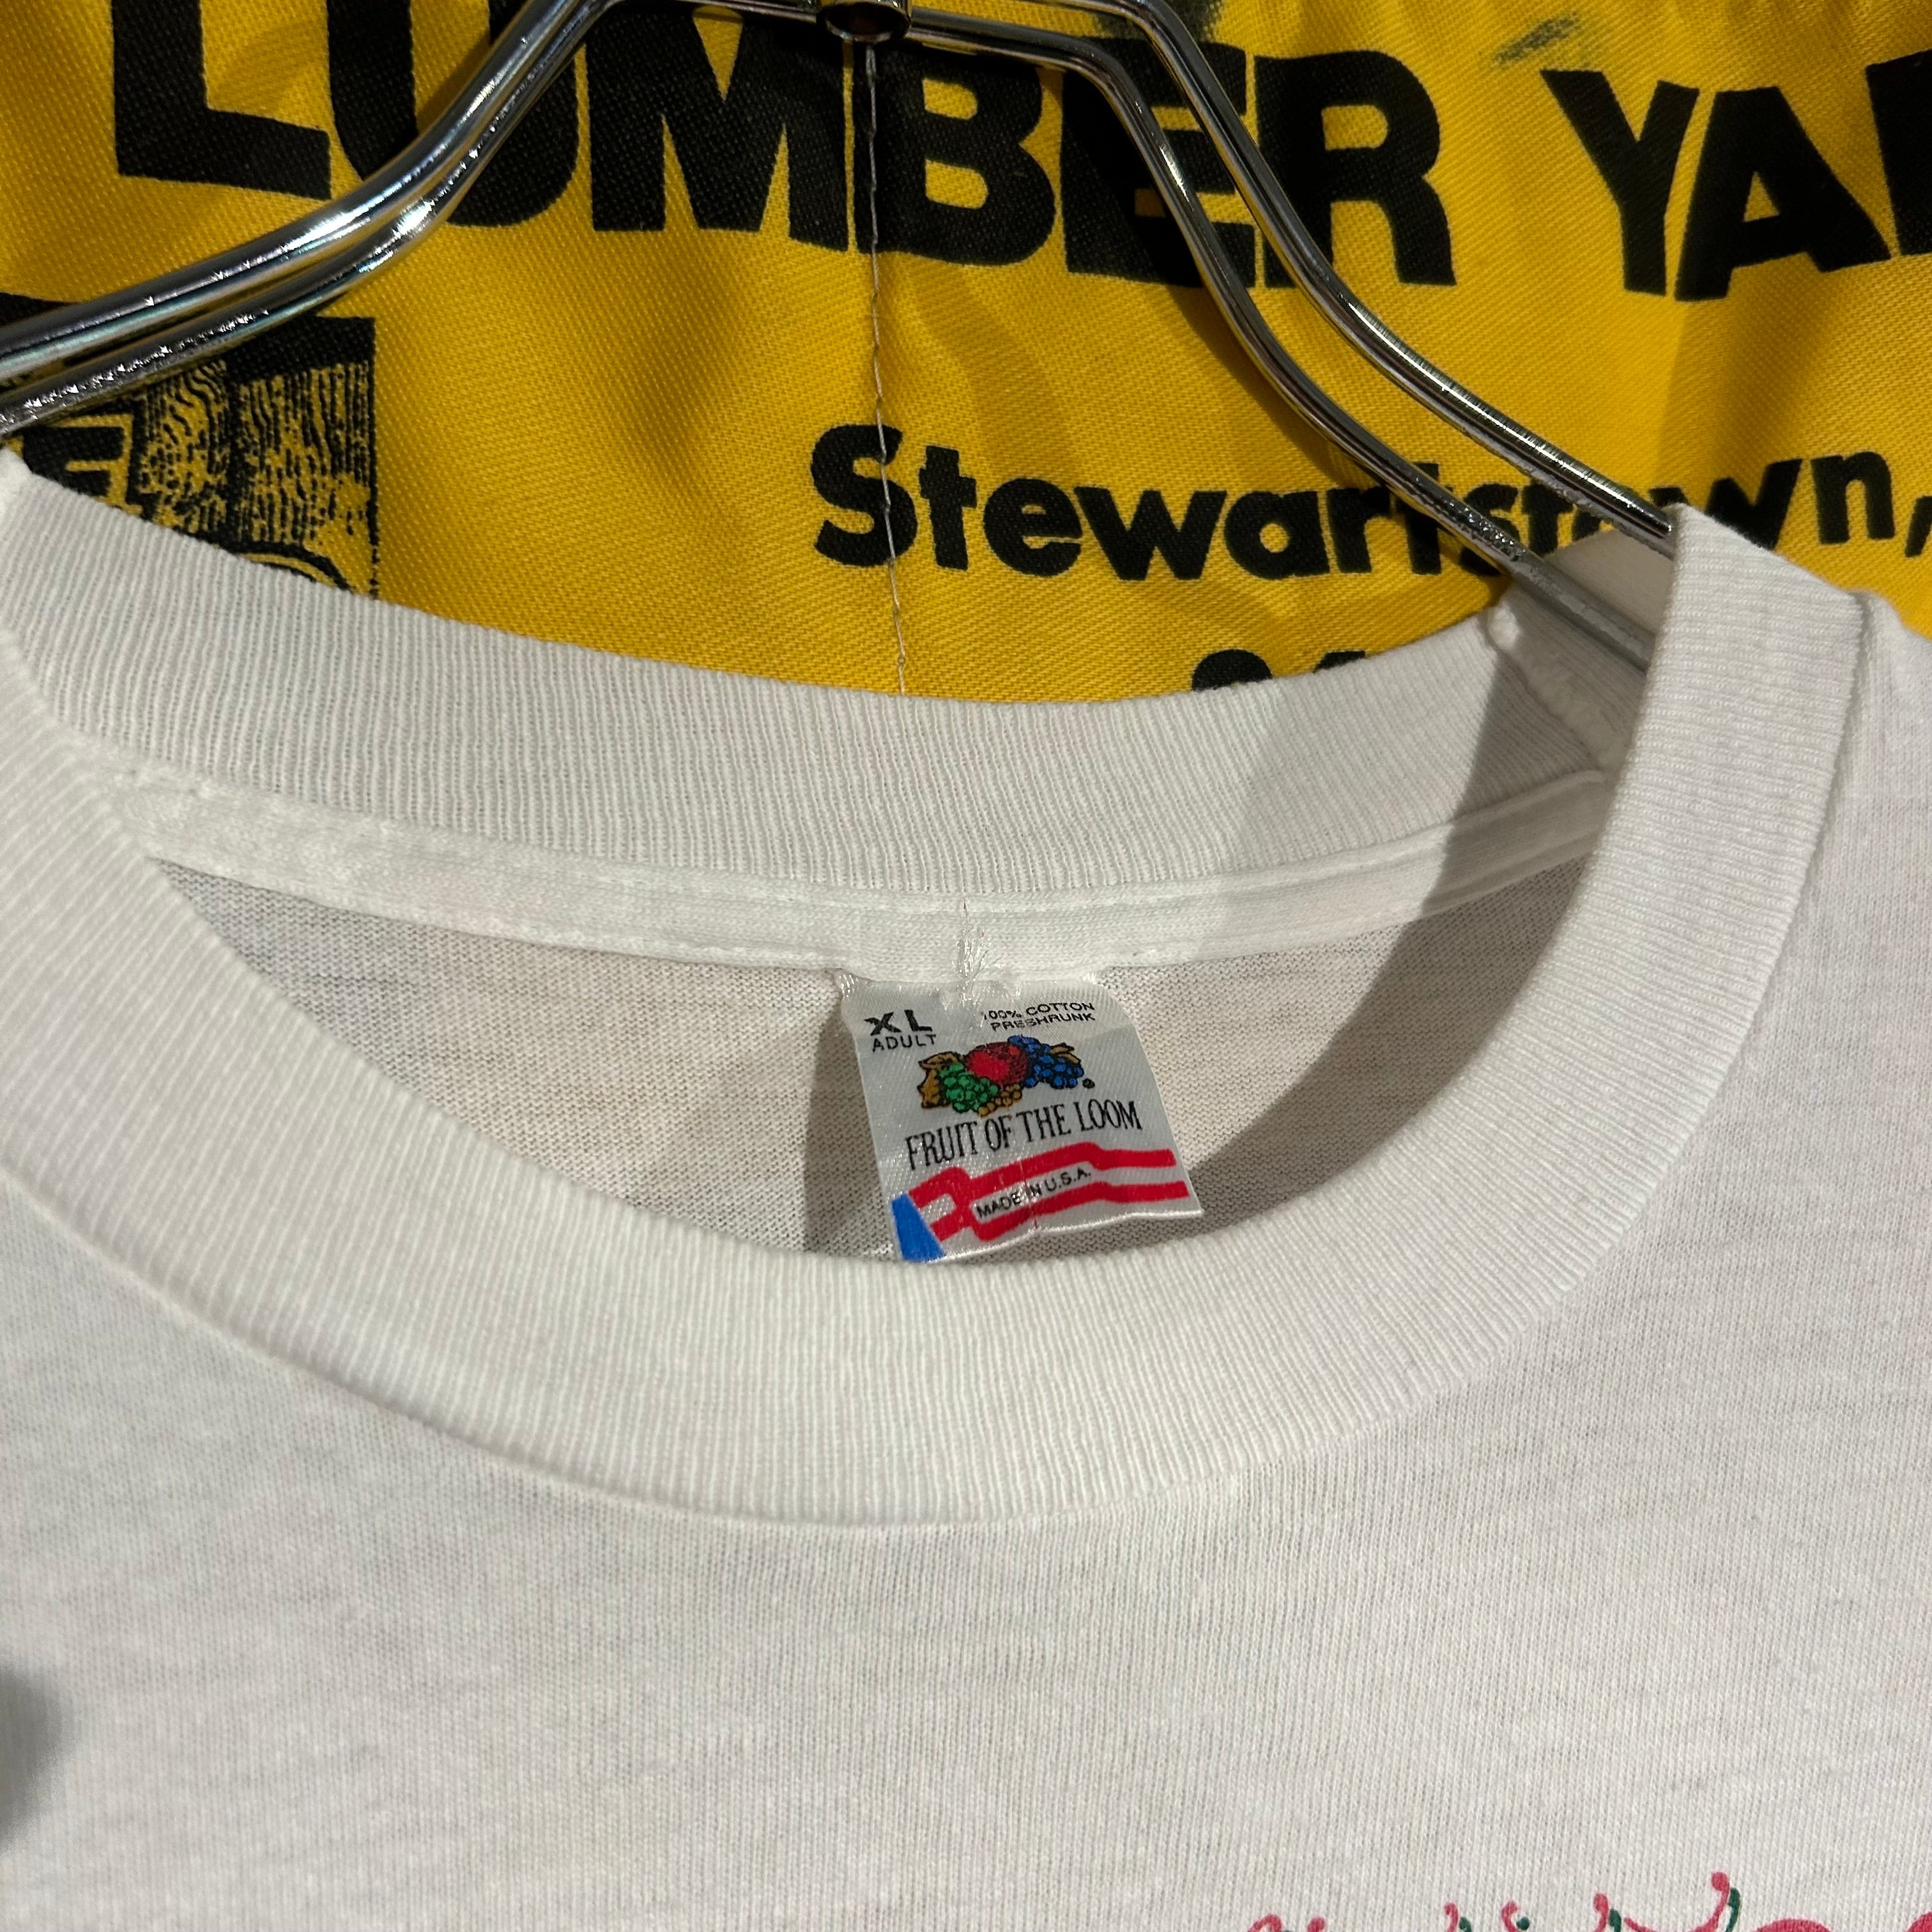 LUMBER YA
Stewartstown,
XL
ADULT
100% COTTON
PRESHRUNK
FRUIT OF THE LOOM
MADE IN U.S.A.